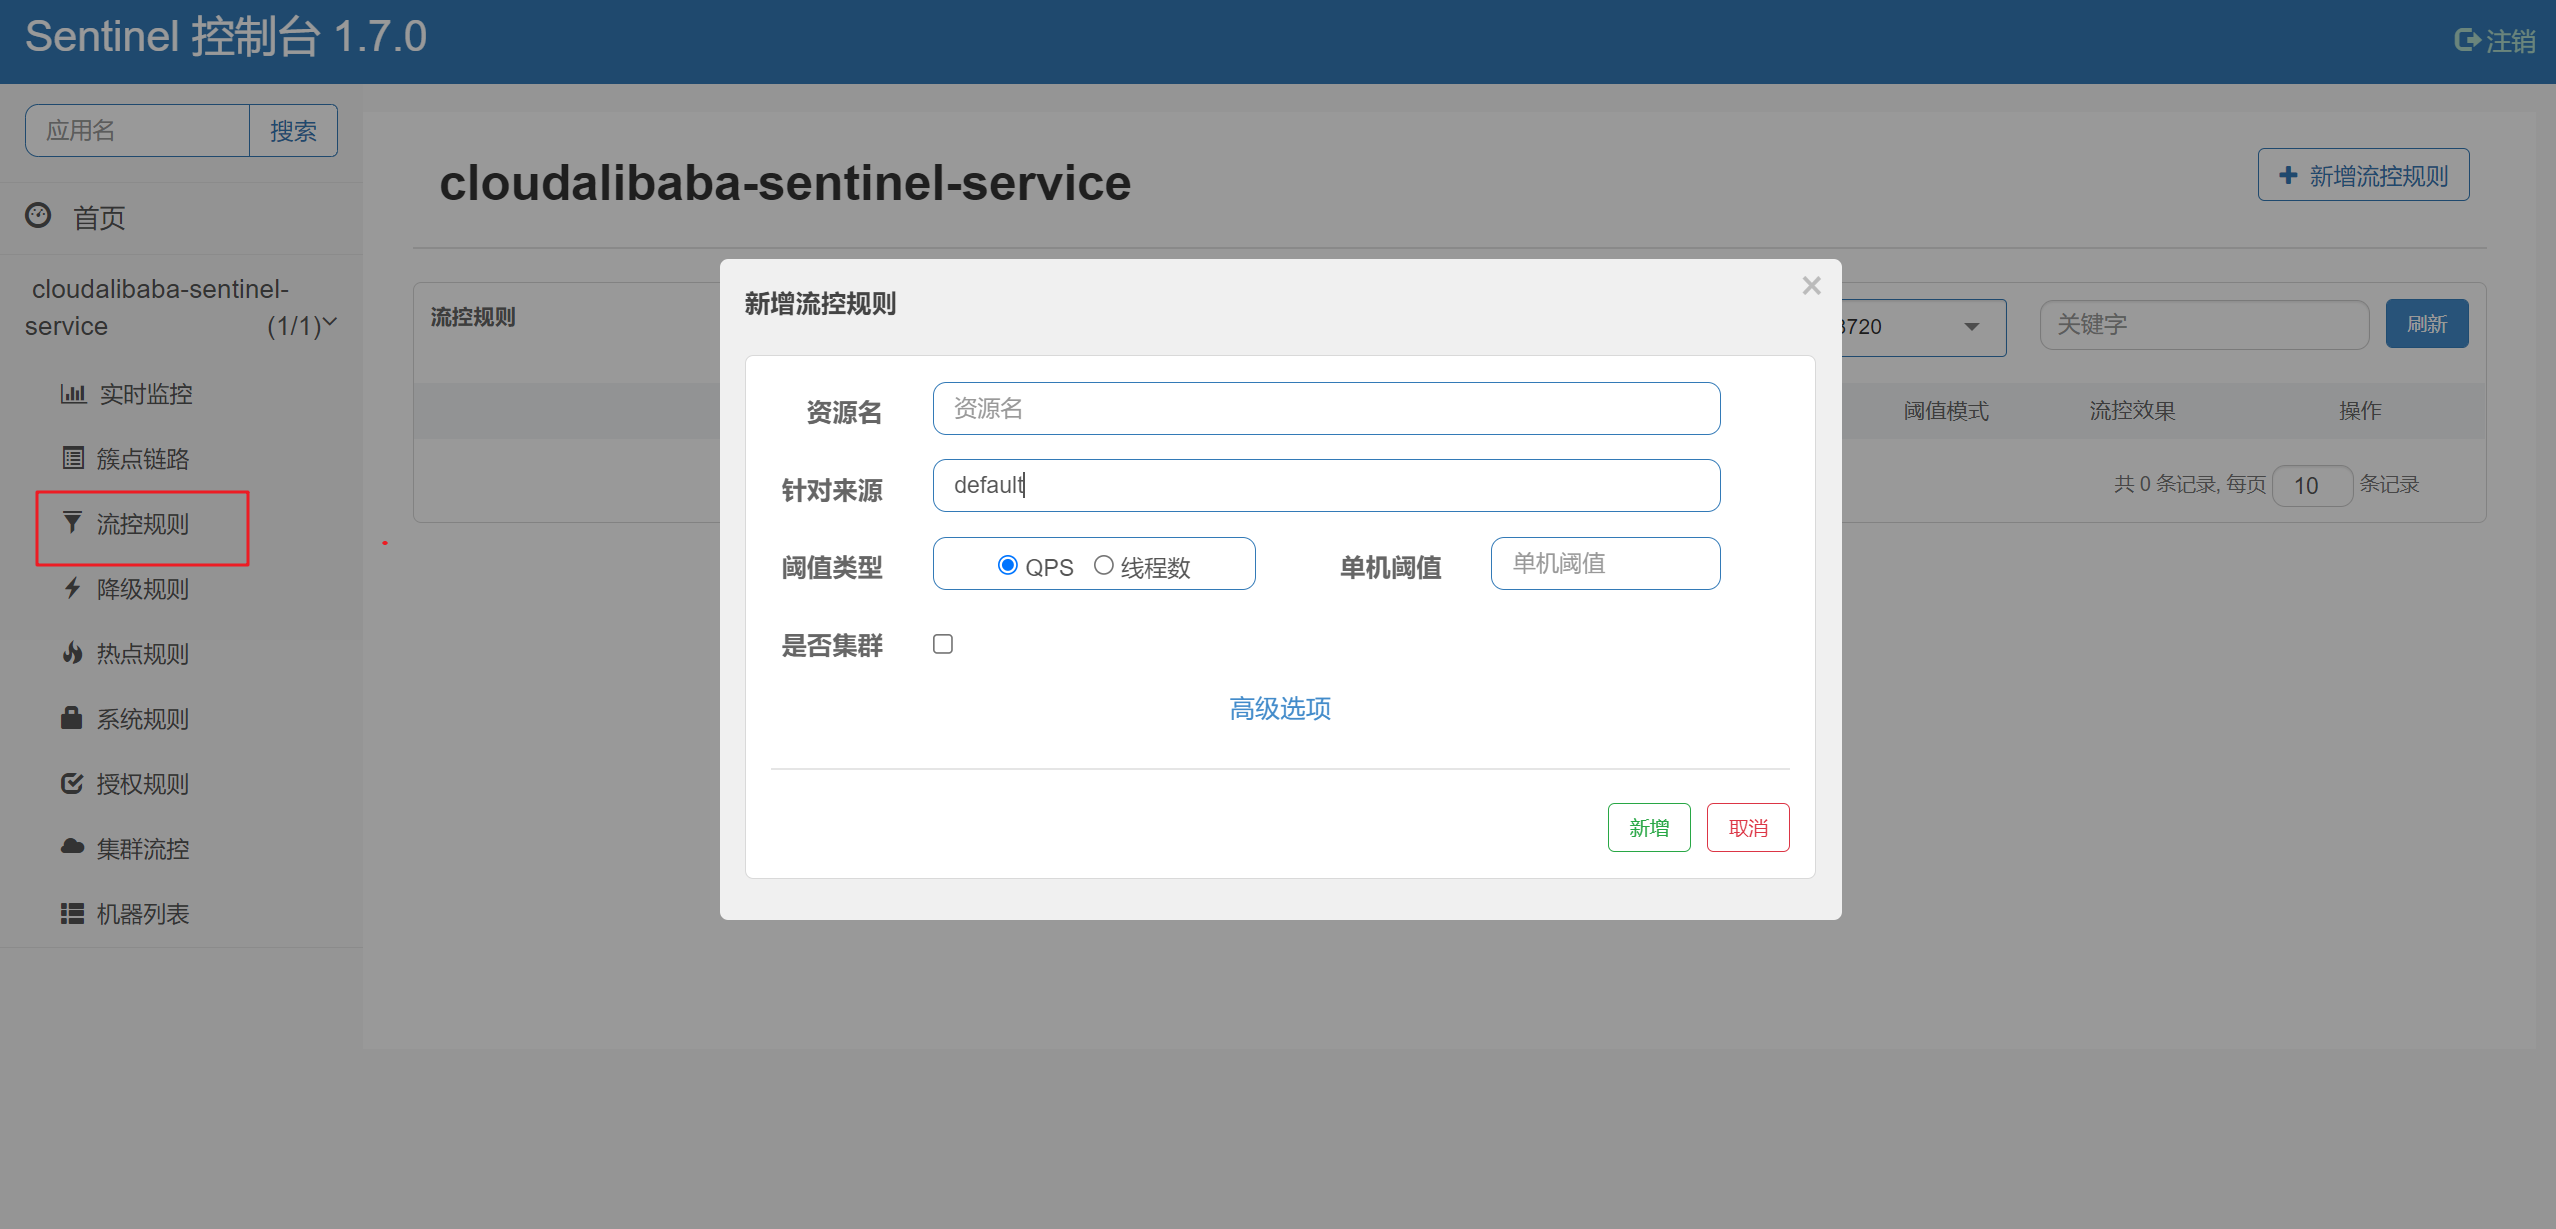 Sentinel 控制台 1.7.0
注销
应用名
搜索
首页
cloudalibaba-sentinel-
service (1/1)
实时监控
簇点链路
流控规则
降级规则
热点规则
系统规则
授权规则
集群流控
机器列表
cloudalibaba-sentinel-service
新增流控规则
流控规则
关键字
刷新
阈值模式 流控效果 操作
共 0 条记录, 每页 10 条记录
新增流控规则
资源名 资源名
针对来源 default
阈值类型 QPS 线程数 单机阈值 单机阈值
是否集群
高级选项
新增 取消